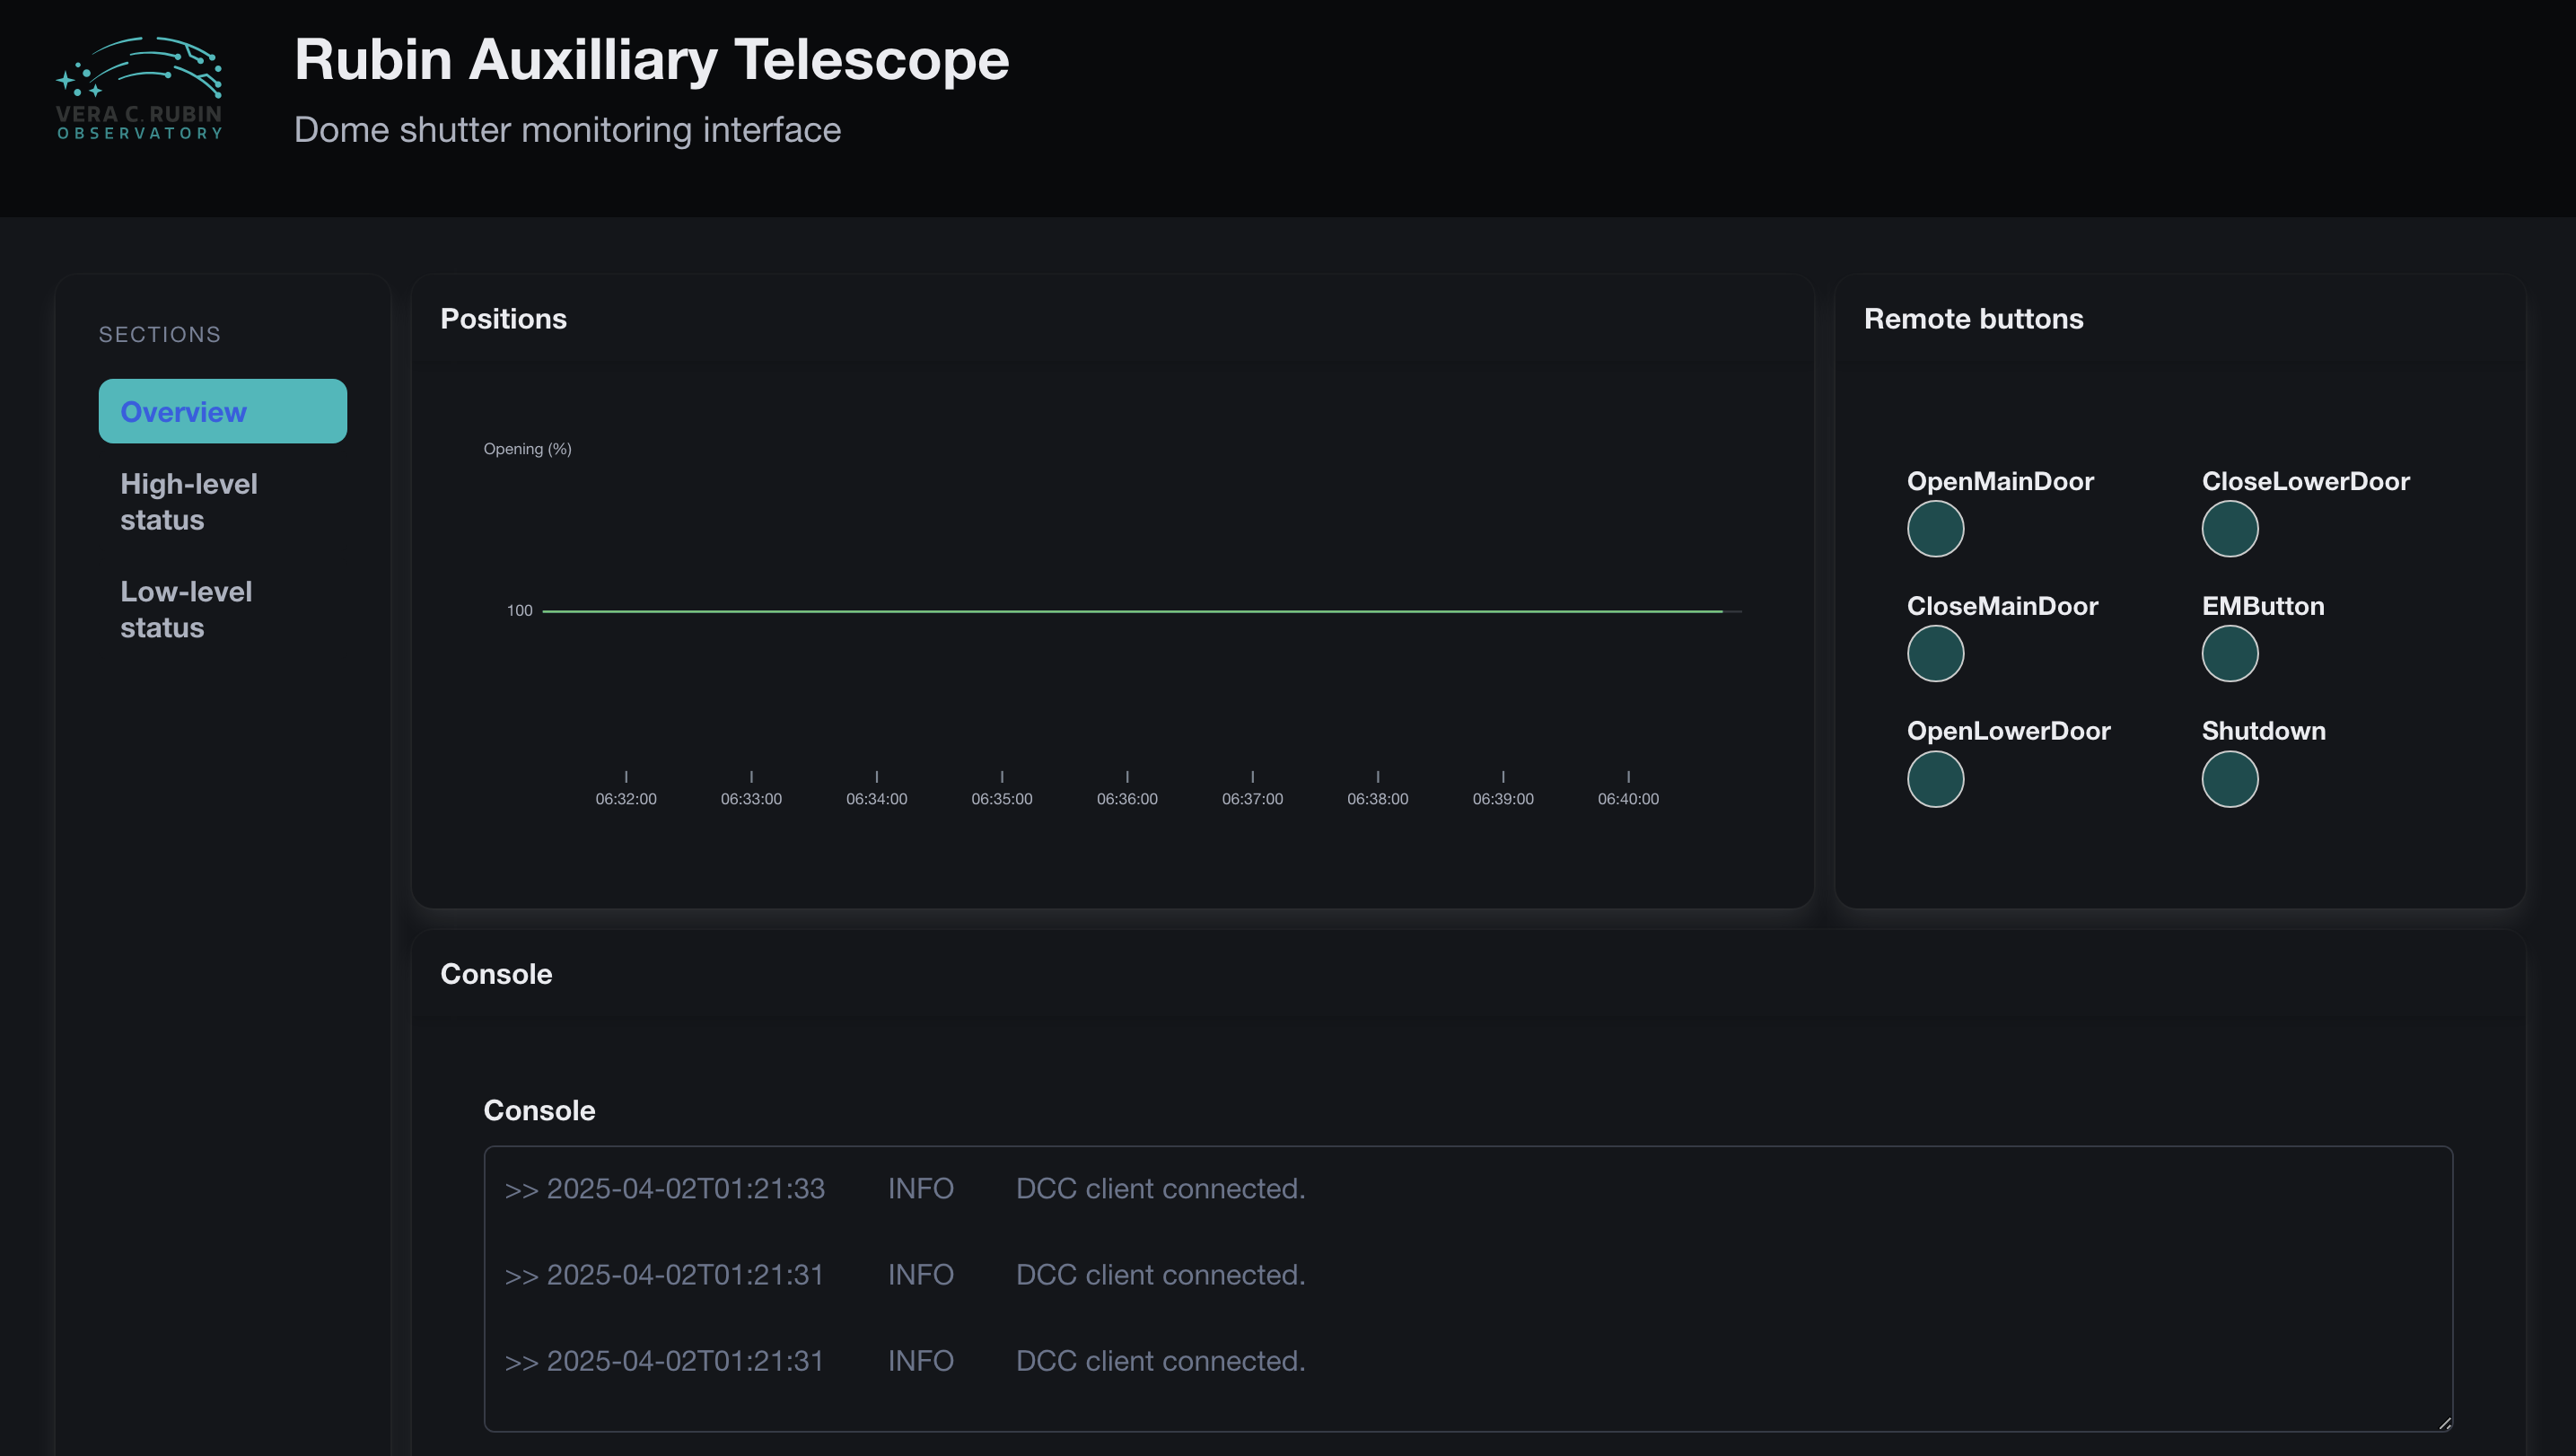 VERA C. RUBIN
OBSERVATORY
Rubin Auxilliary Telescope
Dome shutter monitoring interface
SECTIONS
Overview
High-level
status
Low-level
status
Positions
Opening (%)
100
06:32:00 06:33:00 06:34:00 06:35:00 06:36:00 06:37:00 06:38:00 06:39:00 06:40:00
Remote buttons
OpenMainDoor CloseLowerDoor
CloseMainDoor EMButton
OpenLowerDoor Shutdown
Console
Console
>> 2025-04-02T01:21:33 INFO DCC client connected.
>> 2025-04-02T01:21:31 INFO DCC client connected.
>> 2025-04-02T01:21:31 INFO DCC client connected.